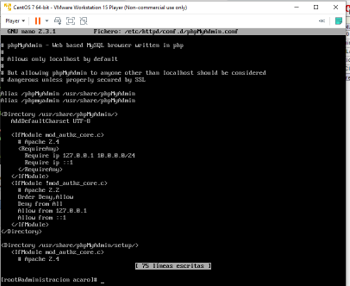 CentOS 7 64-bit - VMware Workstation 15 Player (Non-commercial use only)
Player
GNU nano 2.3.1 Fichero: /etc/httpd/conf.d/phpMyAdmin.conf
# phpMyAdmin - Web based MySQL browser written in php
#
# Allows only localhost by default
#
# But allowing phpMyAdmin to anyone other than localhost should be considered
# dangerous unless properly secured by SSL
Alias /phpMyAdmin /usr/share/phpMyAdmin
Alias /phpmyadmin /usr/share/phpMyAdmin
<Directory /usr/share/phpMyAdmin/>
AddDefaultCharset UTF-8
<IfModule mod_authz_core.c>
# Apache 2.4
<RequireAny>
Require ip 127.0.0.1 10.0.0.0/24
Require ip ::1
</RequireAny>
</IfModule>
<IfModule !mod_authz_core.c>
# Apache 2.2
Order Deny,Allow
Deny from All
Allow from 127.0.0.1
Allow from ::1
</IfModule>
</Directory>
<Directory /usr/share/phpMyAdmin/setup/>
<IfModule mod_authz_core.c>
# Apache 2.4
[ 75 líneas escritas ]
[root@administracion acaro]#